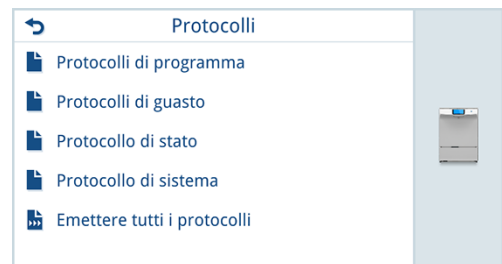 Protocolli
Protocolli di programma
Protocolli di guasto
Protocollo di stato
Protocollo di sistema
Emettere tutti i protocolli